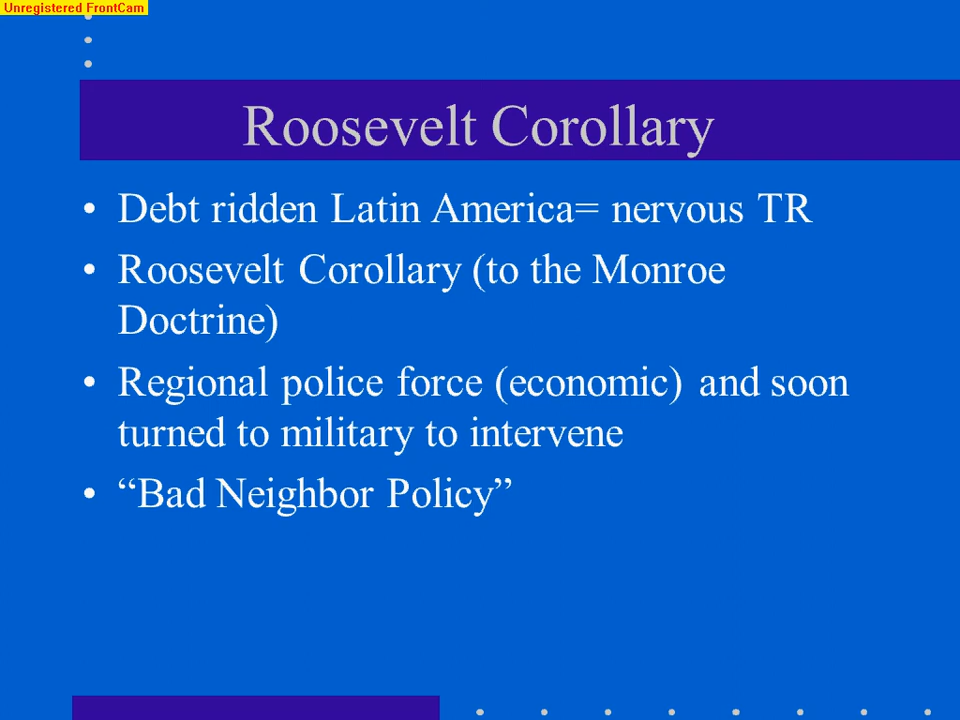 Unregistered FrontCam
Roosevelt Corollary
• Debt ridden Latin America= nervous TR
• Roosevelt Corollary (to the Monroe
Doctrine)
• Regional police force (economic) and soon
turned to military to intervene
• “Bad Neighbor Policy”